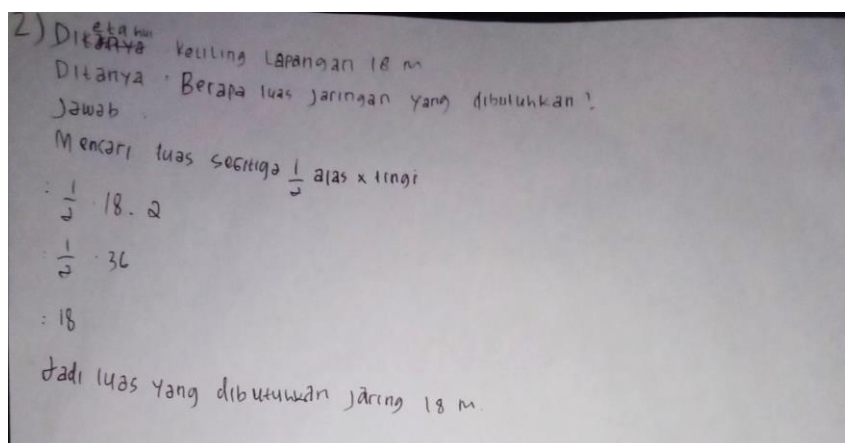 2) Diketahui Keliling Lapangan 18 m
Ditanya : Berapa luas jaringan yang dibutuhkan?
Jawab :
Mencari luas segitiga 1/2 alas x tingi
: 1/2 . 18 . 2
: 1/2 . 36
: 18
Jadi luas yang dibutuhkan jaring 18 m.